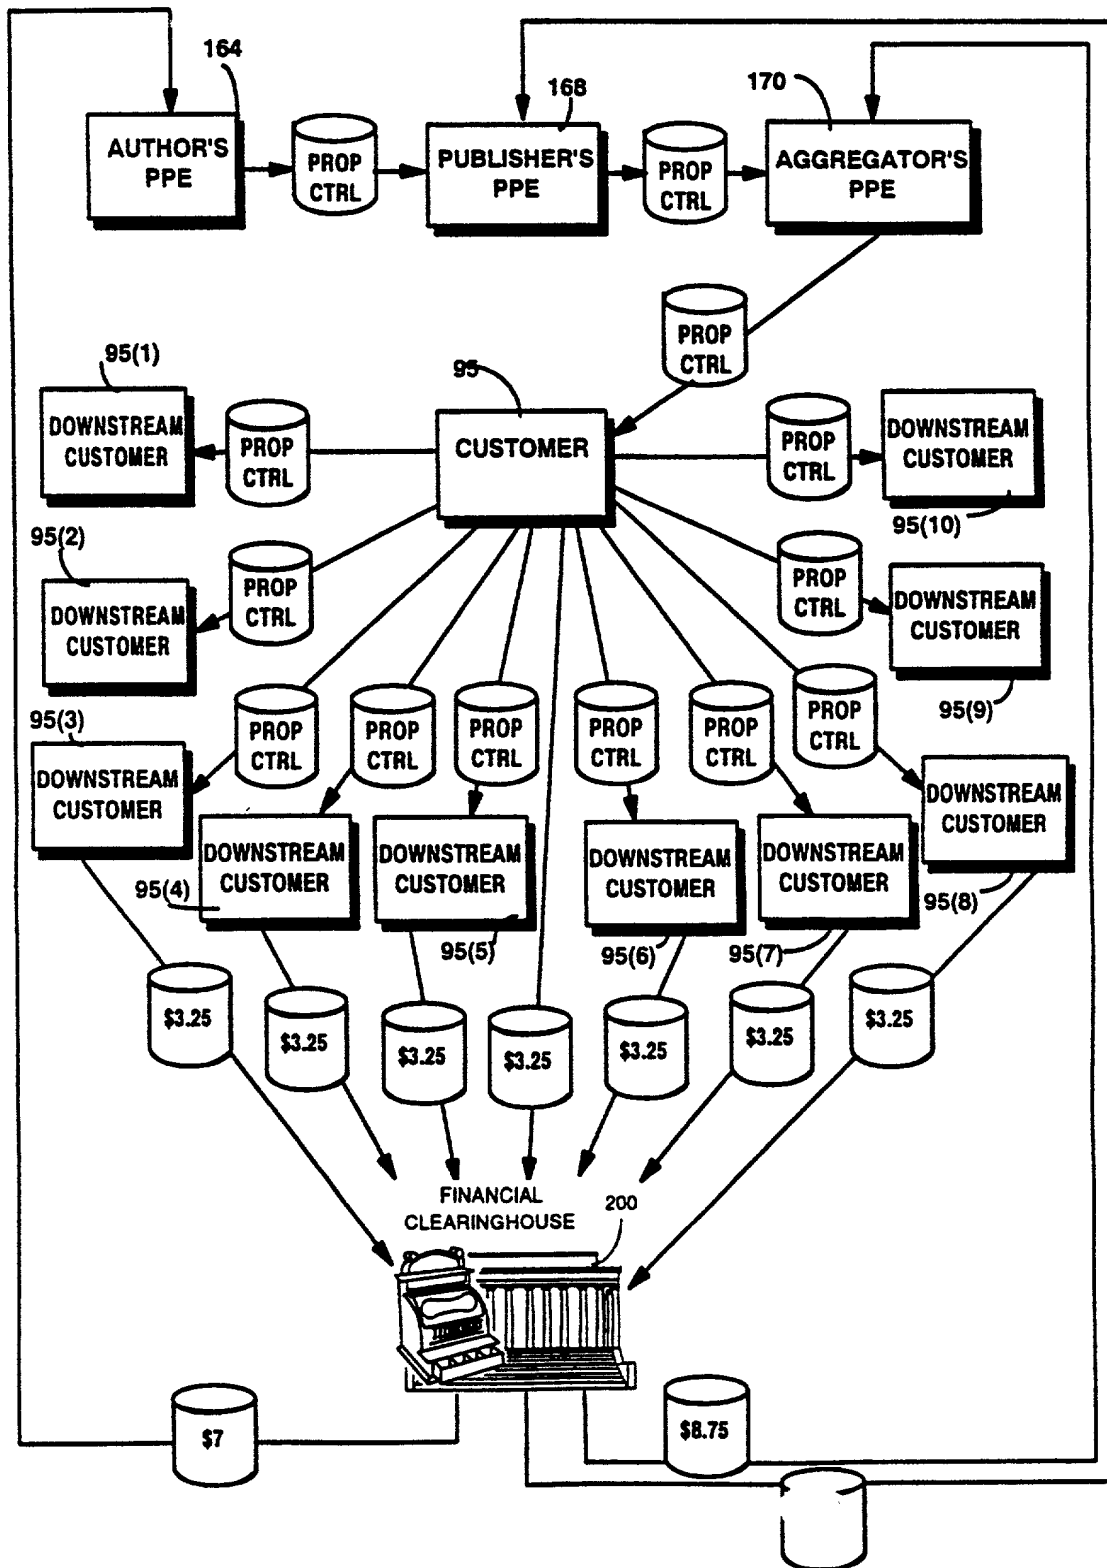 164
168
170
AUTHOR'S
PPE
PROP
CTRL
PUBLISHER'S
PPE
PROP
CTRL
AGGREGATOR'S
PPE
PROP
CTRL
95(1)
95
DOWNSTREAM
CUSTOMER
PROP
CTRL
CUSTOMER
PROP
CTRL
DOWNSTREAM
CUSTOMER
95(10)
95(2)
DOWNSTREAM
CUSTOMER
PROP
CTRL
PROP
CTRL
DOWNSTREAM
CUSTOMER
95(9)
95(3)
DOWNSTREAM
CUSTOMER
PROP
CTRL
PROP
CTRL
PROP
CTRL
PROP
CTRL
PROP
CTRL
PROP
CTRL
DOWNSTREAM
CUSTOMER
95(8)
DOWNSTREAM
CUSTOMER
95(4)
DOWNSTREAM
CUSTOMER
95(5)
DOWNSTREAM
CUSTOMER
95(6)
DOWNSTREAM
CUSTOMER
95(7)
$3.25
$3.25
$3.25
$3.25
$3.25
$3.25
$3.25
FINANCIAL
CLEARINGHOUSE
200
$7
$8.75